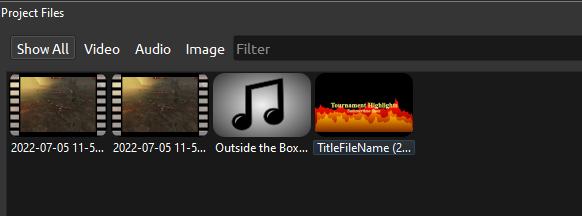 Project Files
Show All Video Audio Image Filter
Tournament Highlights
2022-07-05 11-5... 2022-07-05 11-5... Outside the Box... TitleFileName (2...